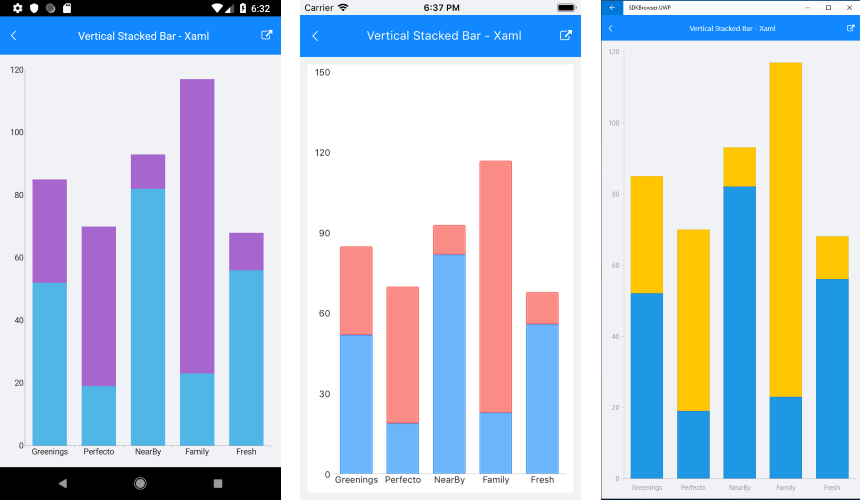 6:32
Vertical Stacked Bar - Xaml
120
100
80
60
40
20
0
Greenings Perfecto NearBy Family Fresh
Carrier 6:37 PM
Vertical Stacked Bar - Xaml
150
120
90
60
30
0
Greenings Perfecto NearBy Family Fresh
SDKBrowser.UWP
Vertical Stacked Bar - Xaml
120
100
80
60
40
20
0
Greenings Perfecto NearBy Family Fresh